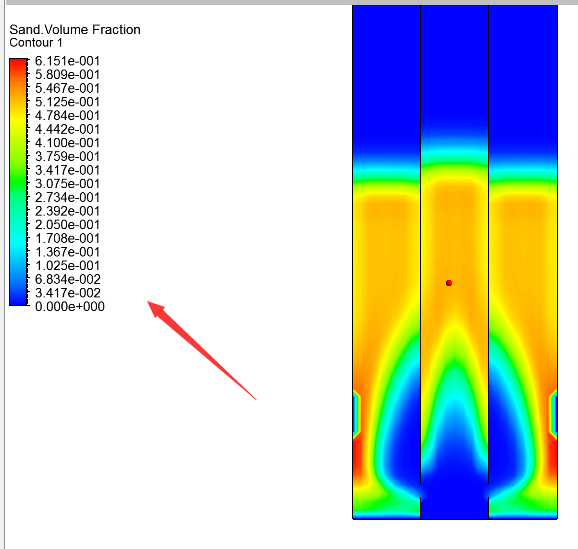 Sand.Volume Fraction
Contour 1
6.151e-001
5.809e-001
5.467e-001
5.125e-001
4.784e-001
4.442e-001
4.100e-001
3.759e-001
3.417e-001
3.075e-001
2.734e-001
2.392e-001
2.050e-001
1.708e-001
1.367e-001
1.025e-001
6.834e-002
3.417e-002
0.000e+000